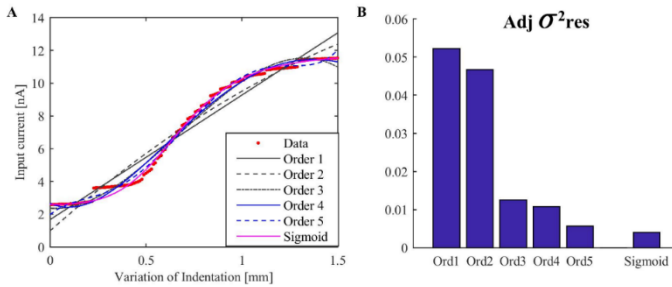 A
Input current [nA]
14
12
10
8
6
4
2
0
Data
Order 1
Order 2
Order 3
Order 4
Order 5
Sigmoid
0
0.5
1
1.5
Variation of Indentation [mm]
B
Adj σ²res
0.06
0.05
0.04
0.03
0.02
0.01
0
Ord1 Ord2 Ord3 Ord4 Ord5 Sigmoid